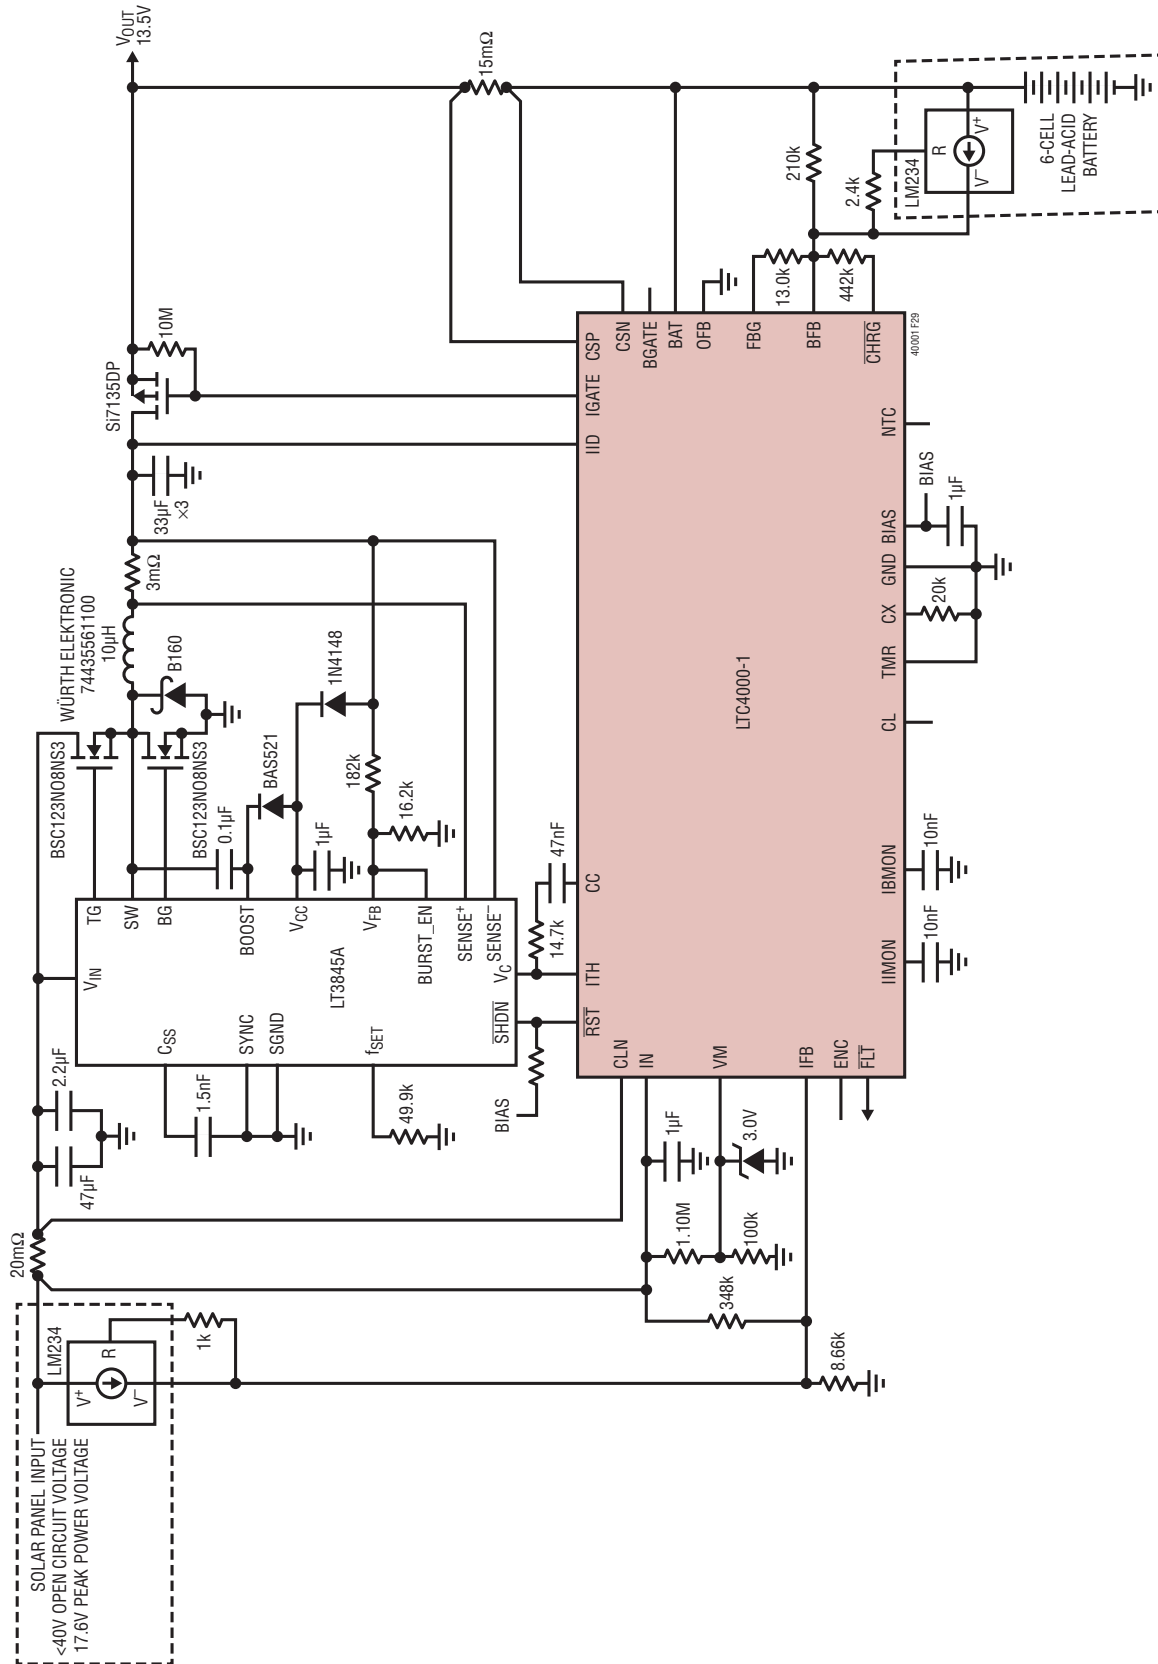 SOLAR PANEL INPUT
<40V OPEN CIRCUIT VOLTAGE
17.6V PEAK POWER VOLTAGE
LM234
V+
R
V–
1k
20mΩ
47µF
2.2µF
VIN
CSS
SYNC
SGND
fSET
LT3845A
TG
SW
BG
BOOST
VCC
VFB
BURST_EN
SENSE+
SENSE–
VC
SHDN
1.5nF
49.9k
BIAS
BSC123NO8NS3
BSC123NO8NS3
0.1µF
BAS521
1µF
182k
16.2k
1N4148
B160
WÜRTH ELEKTRONIC
74435561100
10µH
3mΩ
33µF
×3
Si7135DP
10M
VOUT
13.5V
15mΩ
14.7k
47nF
RST
ITH
CC
IID
IGATE
CSP
CLN
IN
VM
IFB
ENC
FLT
LTC4000-1
CSN
BGATE
BAT
OFB
FBG
BFB
CHRG
IIMON
IBMON
CL
TMR
CX
GND
BIAS
NTC
1µF
1.10M
100k
3.0V
348k
8.66k
10nF
10nF
20k
BIAS
1µF
13.0k
442k
210k
2.4k
LM234
R
V–
V+
6-CELL
LEAD-ACID
BATTERY
40001 F29